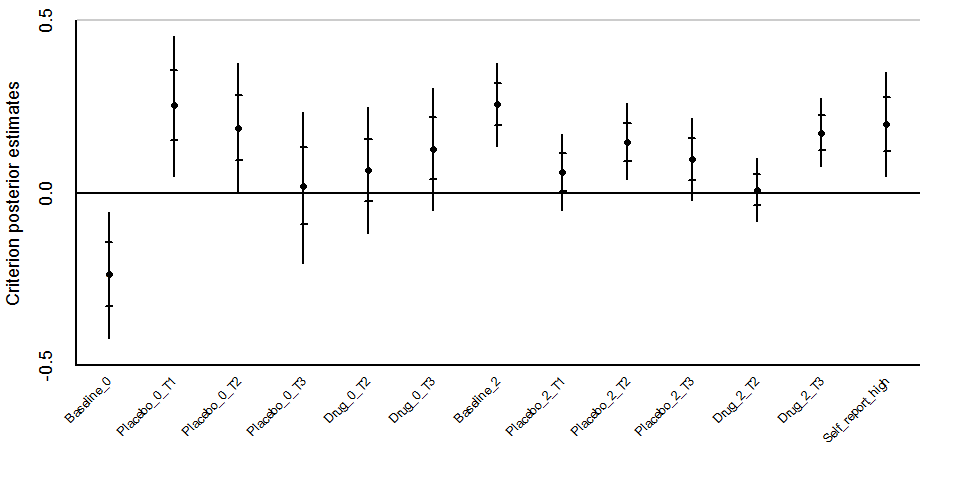 Criterion posterior estimates
0.5
0.0
-0.5
Baseline_0
Placebo_0_T1
Placebo_0_T2
Placebo_0_T3
Drug_0_T2
Drug_0_T3
Baseline_2
Placebo_2_T1
Placebo_2_T2
Placebo_2_T3
Drug_2_T2
Drug_2_T3
Self_report_high